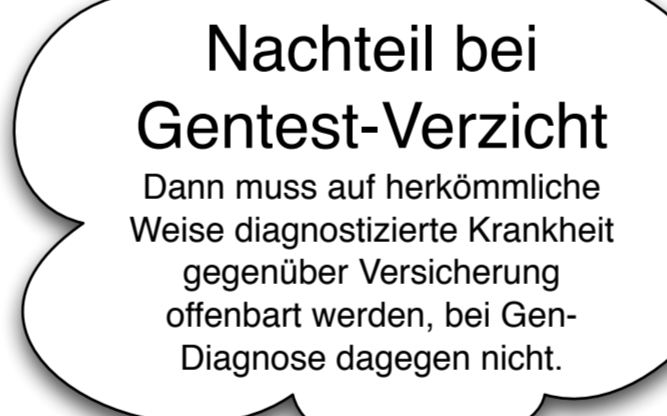 Nachteil bei
Gentest-Verzicht
Dann muss auf herkömmliche
Weise diagnostizierte Krankheit
gegenüber Versicherung
offenbart werden, bei Gen-
Diagnose dagegen nicht.